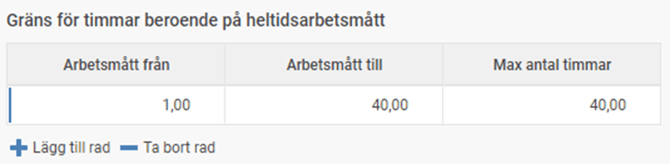 Gräns för timmar beroende på heltidsarbetsmått
Arbetsmått från Arbetsmått till Max antal timmar
1,00 40,00 40,00
Lägg till rad Ta bort rad